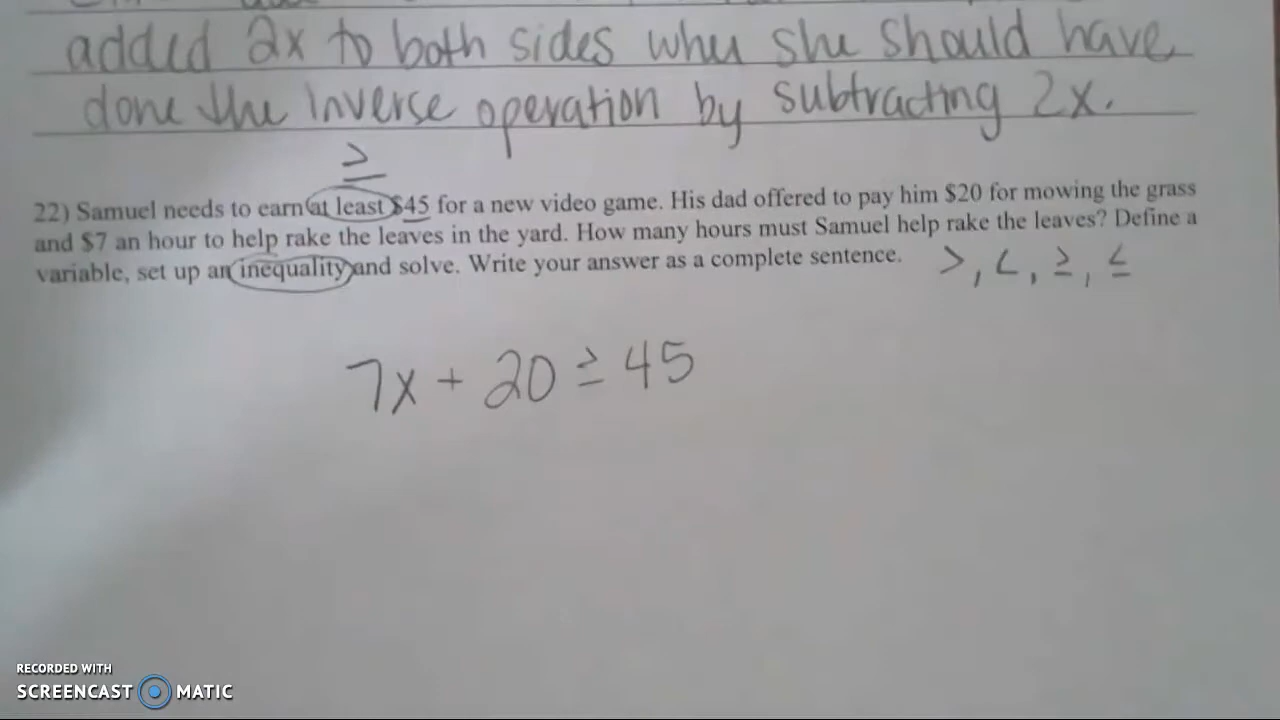 added 2x to both sides when she should have
done the inverse operation by subtracting 2x.
≥
22) Samuel needs to earn at least $45 for a new video game. His dad offered to pay him $20 for mowing the grass
and $7 an hour to help rake the leaves in the yard. How many hours must Samuel help rake the leaves? Define a
variable, set up an inequality and solve. Write your answer as a complete sentence.
>, <, ≥, ≤
7x + 20 ≥ 45
RECORDED WITH
SCREENCAST MATIC